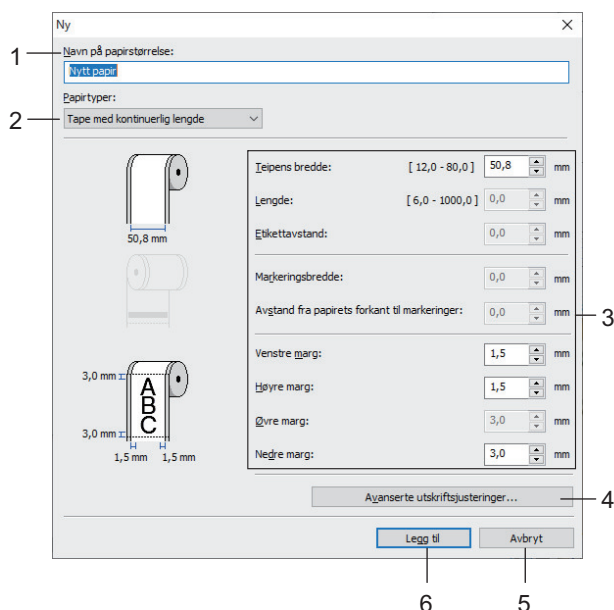 Ny
1
Navn på papirstørrelse:
Nytt papir
Papirtyper:
2
Tape med kontinuerlig lengde
Teipens bredde: [ 12,0 - 80,0 ] 50,8 mm
Lengde: [ 6,0 - 1000,0 ] 0,0 mm
50,8 mm
Etikettavstand: 0,0 mm
Markeringsbredde: 0,0 mm
Avstand fra papirets forkant til markeringer: 0,0 mm
3
Venstre marg: 1,5 mm
3,0 mm
Høyre marg: 1,5 mm
A
B
C
Øvre marg: 3,0 mm
3,0 mm
Nedre marg: 3,0 mm
1,5 mm 1,5 mm
Avanserte utskriftsjusteringer...
4
Legg til Avbryt
6 5